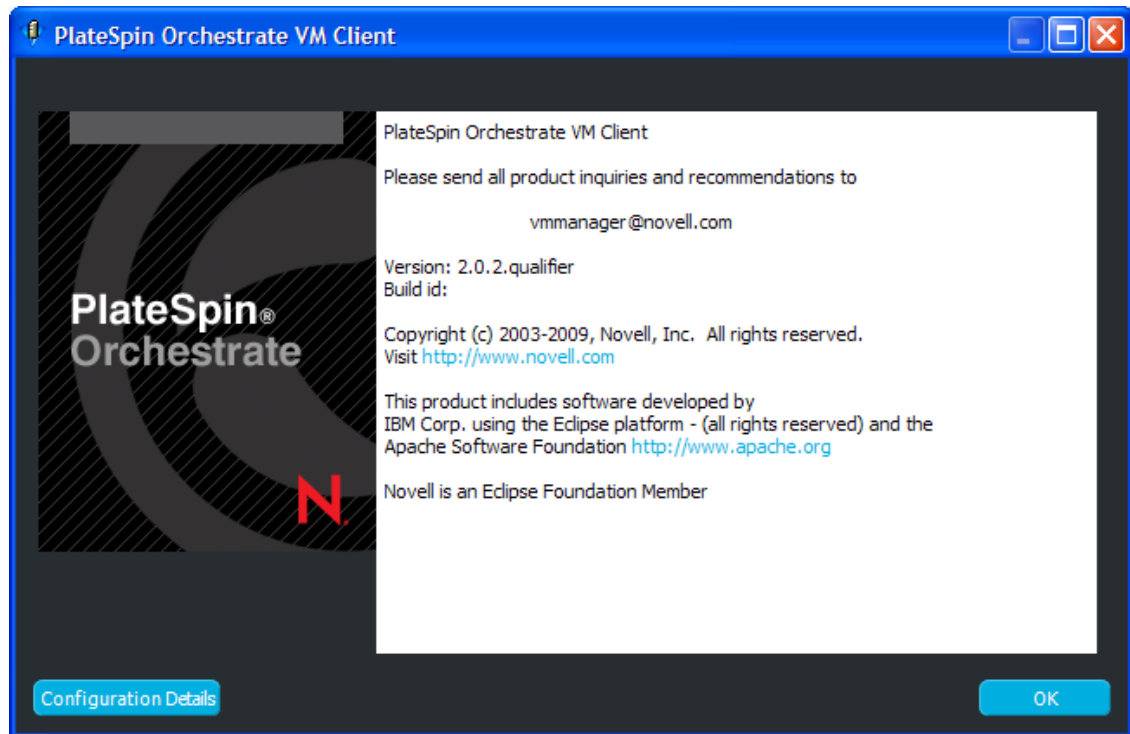 PlateSpin Orchestrate VM Client
PlateSpin®
Orchestrate
N.
PlateSpin Orchestrate VM Client
Please send all product inquiries and recommendations to
vmmanager@novell.com
Version: 2.0.2.qualifier
Build id:
Copyright (c) 2003-2009, Novell, Inc. All rights reserved.
Visit http://www.novell.com
This product includes software developed by
IBM Corp. using the Eclipse platform - (all rights reserved) and the
Apache Software Foundation http://www.apache.org
Novell is an Eclipse Foundation Member
Configuration Details
OK